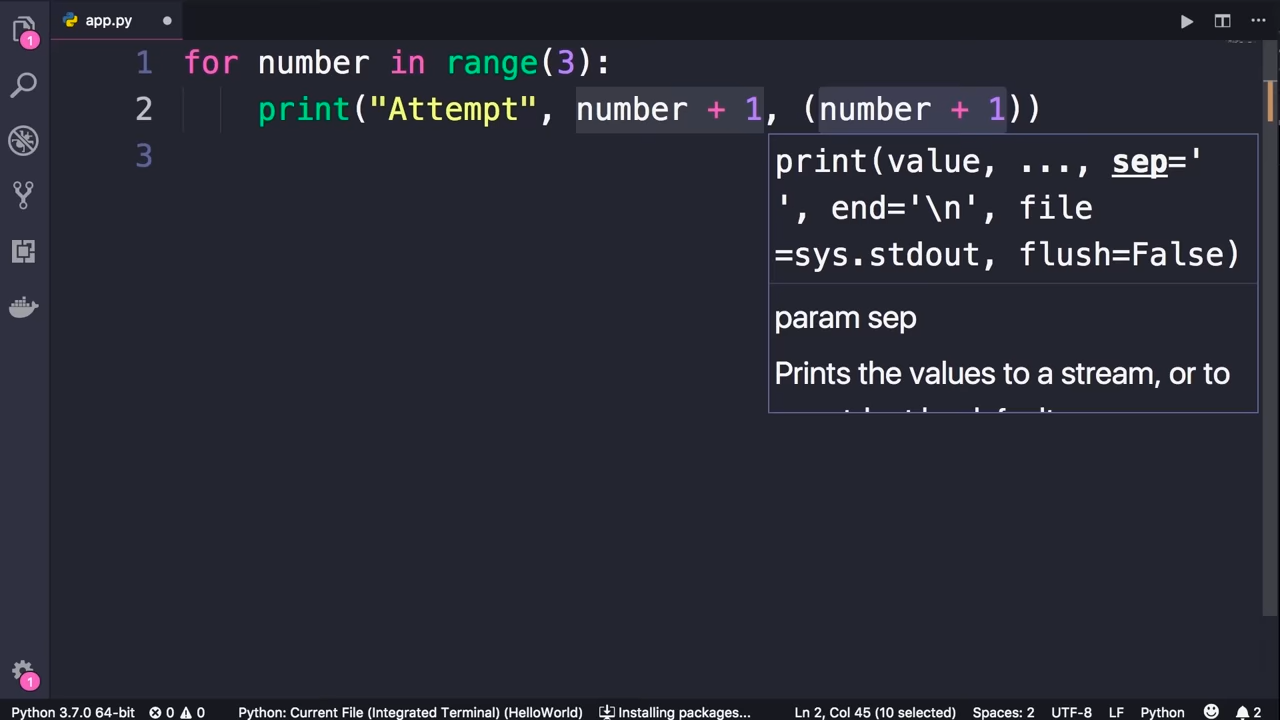 app.py
1
1 for number in range(3):
2 print("Attempt", number + 1, (number + 1))
3
print(value, ..., sep='
', end='\n', file
=sys.stdout, flush=False)
param sep
Prints the values to a stream, or to
1
Python 3.7.0 64-bit 0 0 Python: Current File (Integrated Terminal) (HelloWorld) Installing packages... Ln 2, Col 45 (10 selected) Spaces: 2 UTF-8 LF Python 2